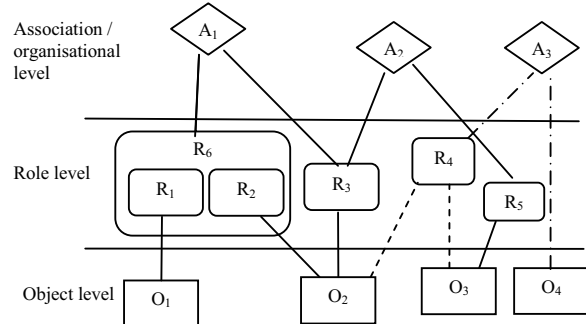 Association /
organisational
level
A1
A2
A3
Role level
R6
R1
R2
R3
R4
R5
Object level
O1
O2
O3
O4